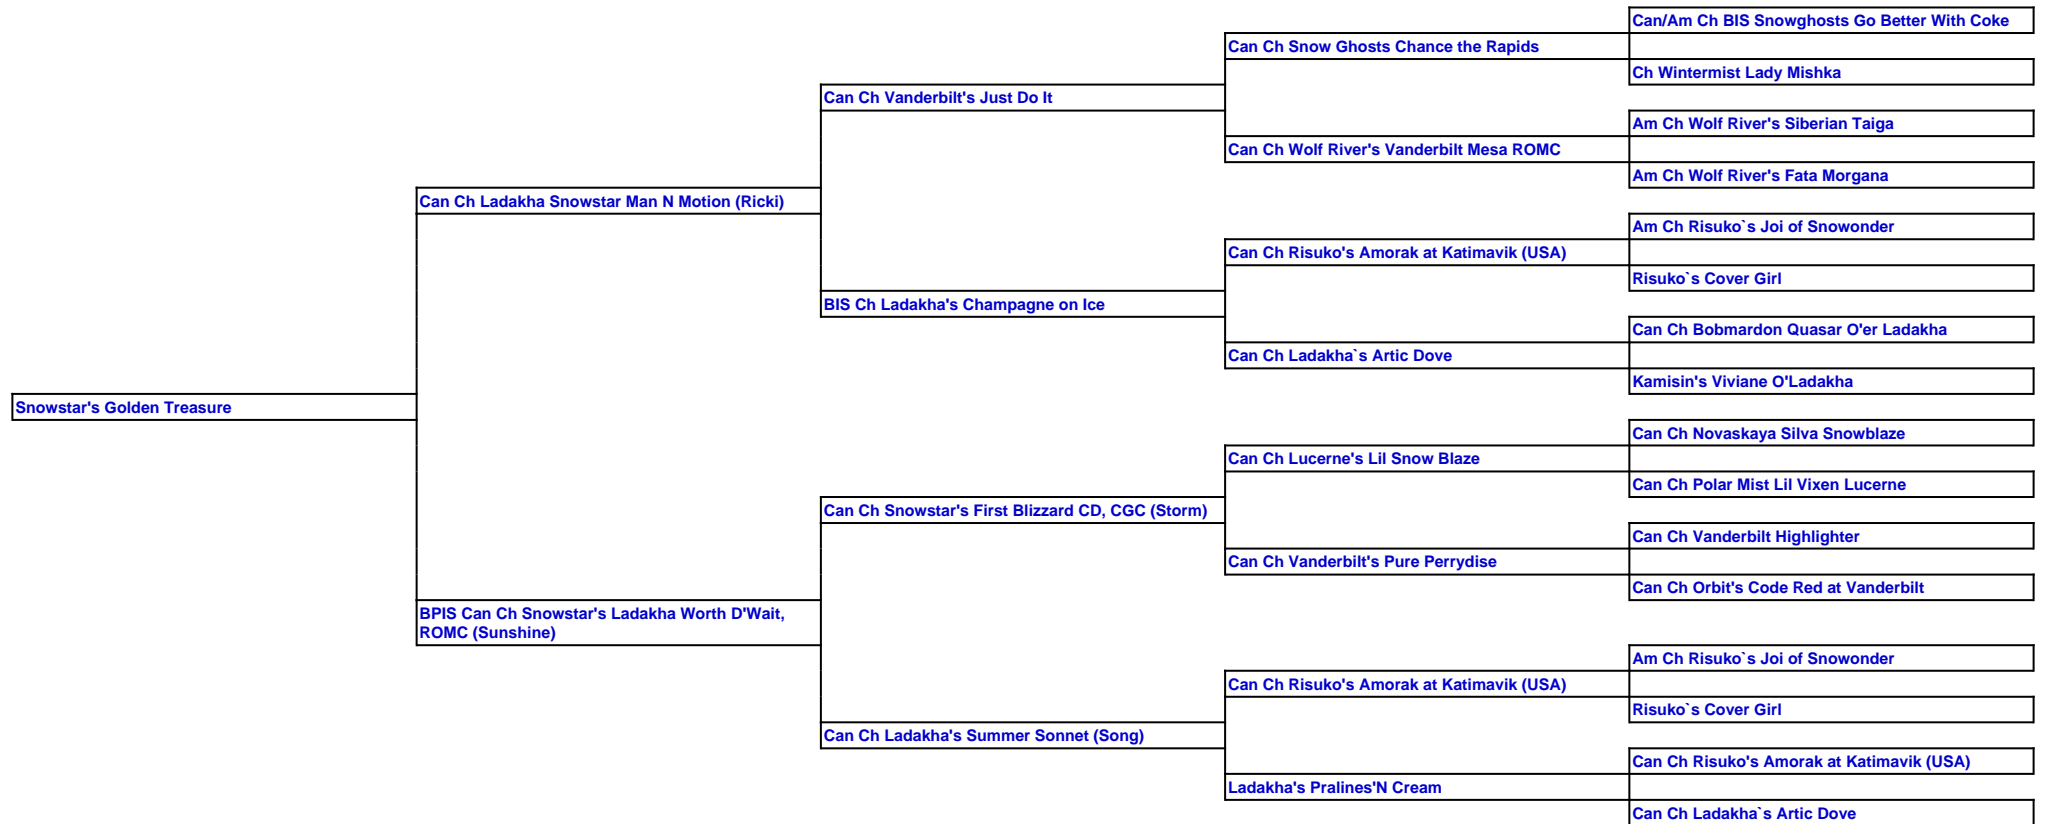 Can/Am Ch BIS Snowghosts Go Better With Coke
Can Ch Snow Ghosts Chance the Rapids
Ch Wintermist Lady Mishka
Can Ch Vanderbilt's Just Do It
Am Ch Wolf River's Siberian Taiga
Can Ch Wolf River's Vanderbilt Mesa ROMC
Am Ch Wolf River's Fata Morgana
Can Ch Ladakha Snowstar Man N Motion (Ricki)
Am Ch Risuko`s Joi of Snowonder
Can Ch Risuko's Amorak at Katimavik (USA)
Risuko`s Cover Girl
BIS Ch Ladakha's Champagne on Ice
Can Ch Bobmardon Quasar O'er Ladakha
Can Ch Ladakha`s Artic Dove
Kamisin's Viviane O'Ladakha
Snowstar's Golden Treasure
Can Ch Novaskaya Silva Snowblaze
Can Ch Lucerne's Lil Snow Blaze
Can Ch Polar Mist Lil Vixen Lucerne
Can Ch Snowstar's First Blizzard CD, CGC (Storm)
Can Ch Vanderbilt Highlighter
Can Ch Vanderbilt's Pure Perrydise
Can Ch Orbit's Code Red at Vanderbilt
BPIS Can Ch Snowstar's Ladakha Worth D'Wait,
ROMC (Sunshine)
Am Ch Risuko`s Joi of Snowonder
Can Ch Risuko's Amorak at Katimavik (USA)
Risuko`s Cover Girl
Can Ch Ladakha's Summer Sonnet (Song)
Can Ch Risuko's Amorak at Katimavik (USA)
Ladakha's Pralines'N Cream
Can Ch Ladakha`s Artic Dove